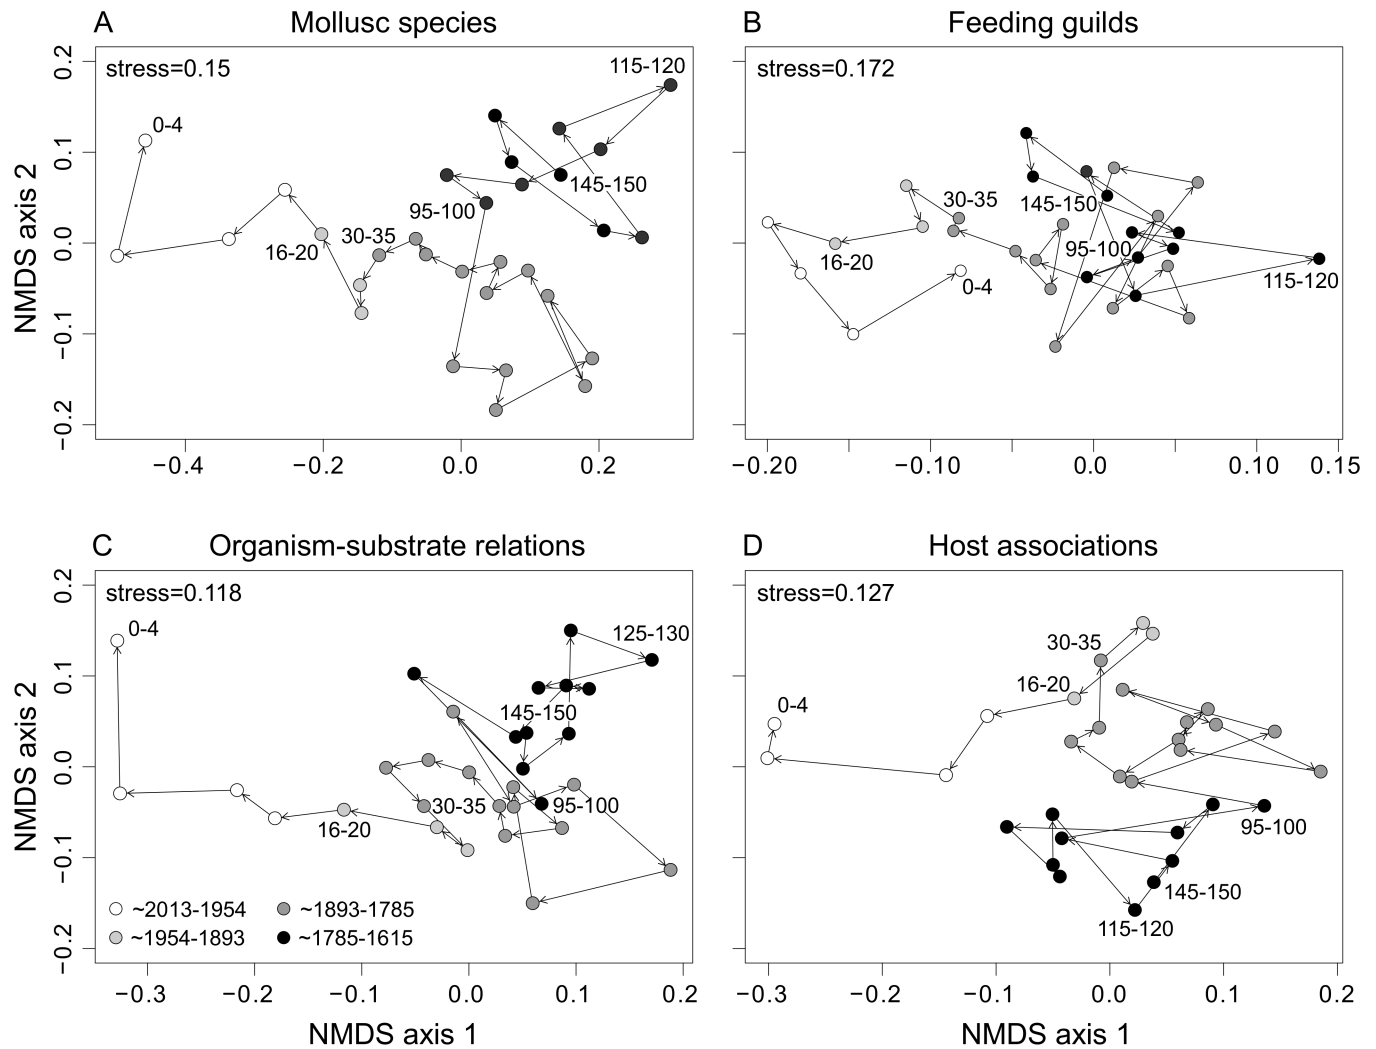 A Mollusc species
stress=0.15
NMDS axis 2
0.2
0.1
0.0
−0.1
−0.2
0-4
16-20
30-35
95-100
145-150
115-120
−0.4 −0.2 0.0 0.2
B Feeding guilds
stress=0.172
30-35
16-20
0-4
145-150
95-100
115-120
−0.20 −0.10 0.0 0.10 0.15
C Organism-substrate relations
stress=0.118
NMDS axis 2
0.2
0.1
0.0
−0.1
−0.2
0-4
125-130
145-150
30-35
95-100
16-20
~2013-1954
~1954-1893
~1893-1785
~1785-1615
−0.3 −0.2 −0.1 0.0 0.1 0.2
NMDS axis 1
D Host associations
stress=0.127
30-35
16-20
0-4
95-100
145-150
115-120
−0.3 −0.2 −0.1 0.0 0.1 0.2
NMDS axis 1